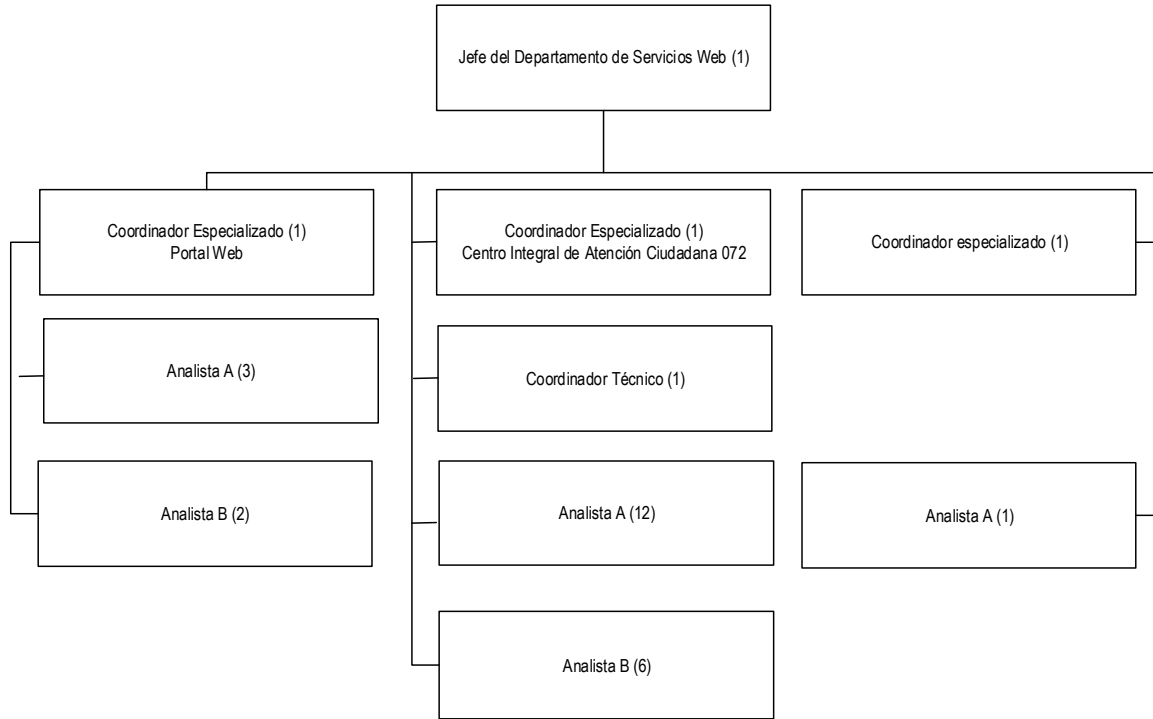 Jefe del Departamento de Servicios Web (1)
Coordinador Especializado (1)
Portal Web
Coordinador Especializado (1)
Centro Integral de Atención Ciudadana 072
Coordinador especializado (1)
Analista A (3)
Coordinador Técnico (1)
Analista B (2)
Analista A (12)
Analista A (1)
Analista B (6)